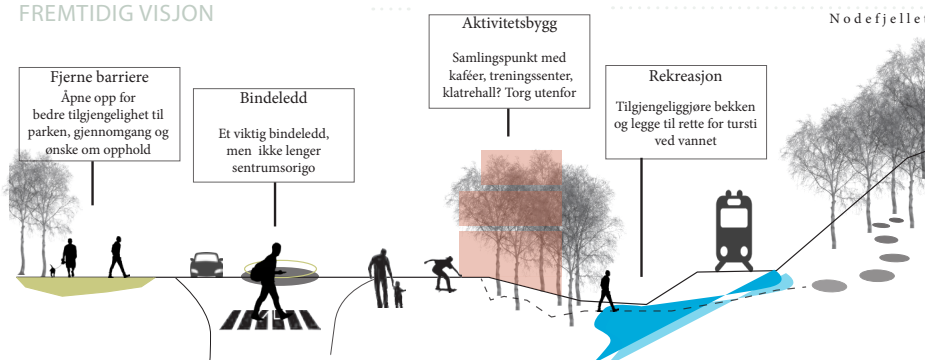 FREMTIDIG VISJON
Nodefjellet
Aktivitetsbygg
Samlingspunkt med
kaféer, treningssenter,
klatrehall? Torg utenfor
Fjerne barriere
Åpne opp for
bedre tilgjengelighet til
parken, gjennomgang og
ønske om opphold
Bindeledd
Et viktig bindeledd,
men ikke lenger
sentrumsorigo
Rekreasjon
Tilgjengeliggjøre bekken
og legge til rette for tursti
ved vannet